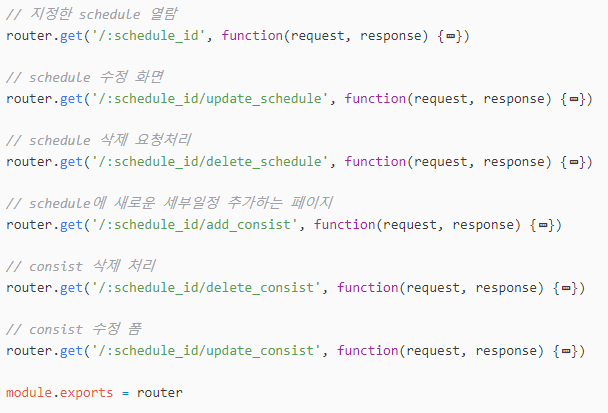 // 지정한 schedule 열람
router.get('/:schedule_id', function(request, response) {})
// schedule 수정 화면
router.get('/:schedule_id/update_schedule', function(request, response) {})
// schedule 삭제 요청처리
router.get('/:schedule_id/delete_schedule', function(request, response) {})
// schedule에 새로운 세부일정 추가하는 페이지
router.get('/:schedule_id/add_consist', function(request, response) {})
// consist 삭제 처리
router.get('/:schedule_id/delete_consist', function(request, response) {})
// consist 수정 폼
router.get('/:schedule_id/update_consist', function(request, response) {})
module.exports = router